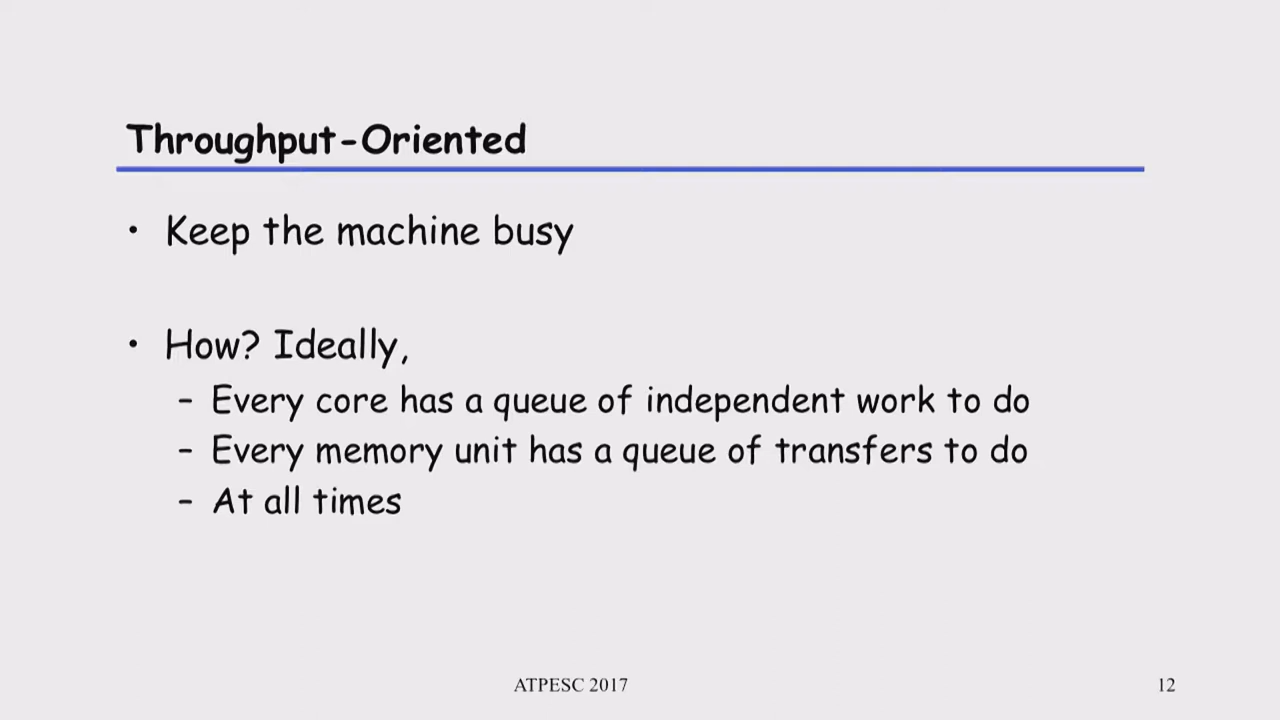 Throughput-Oriented
• Keep the machine busy
• How? Ideally,
– Every core has a queue of independent work to do
– Every memory unit has a queue of transfers to do
– At all times
ATPESC 2017
12